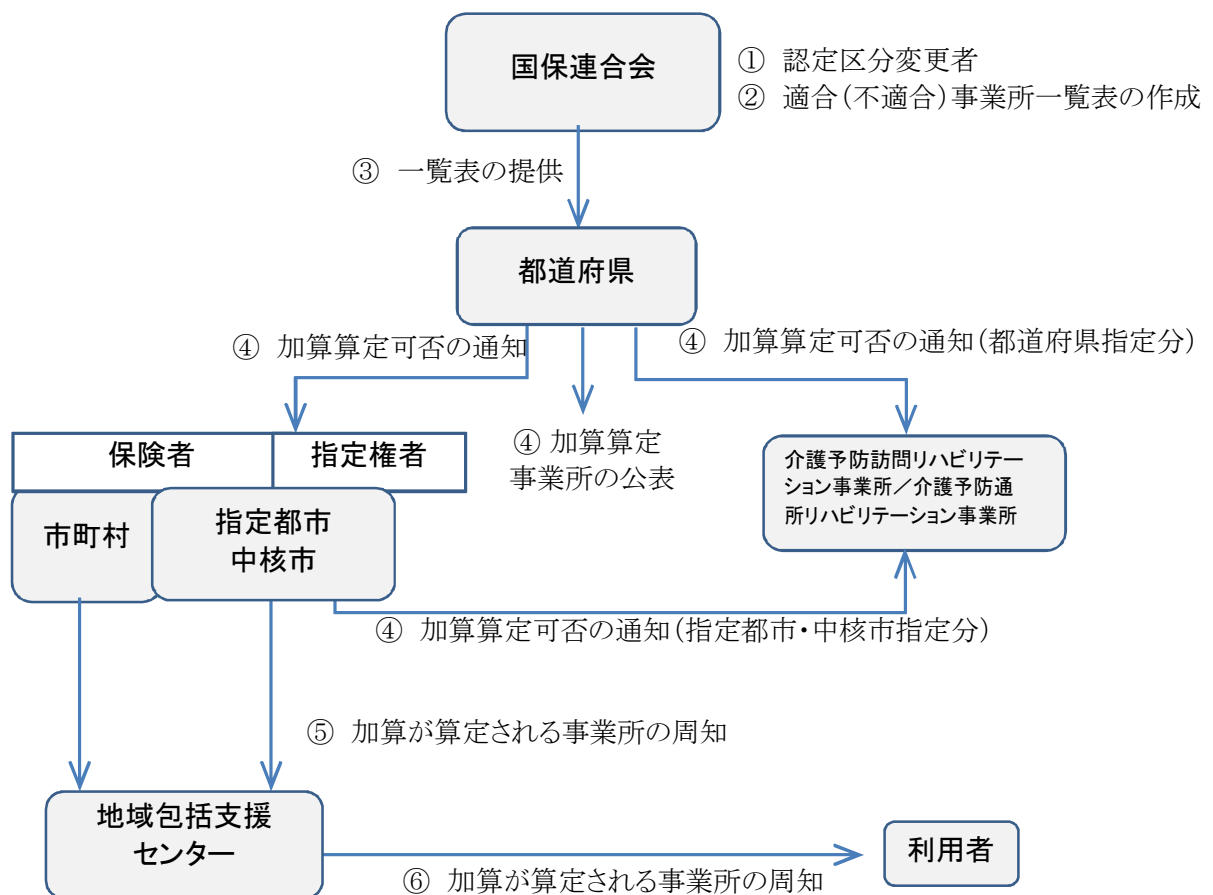 国保連合会
① 認定区分変更者
② 適合(不適合)事業所一覧表の作成
③ 一覧表の提供
都道府県
④ 加算算定可否の通知
④ 加算算定可否の通知(都道府県指定分)
④ 加算算定
事業所の公表
保険者
指定権者
市町村
指定都市
中核市
介護予防訪問リハビリテー
ション事業所／介護予防通
所リハビリテーション事業所
④ 加算算定可否の通知(指定都市・中核市指定分)
⑤ 加算が算定される事業所の周知
地域包括支援
センター
利用者
⑥ 加算が算定される事業所の周知